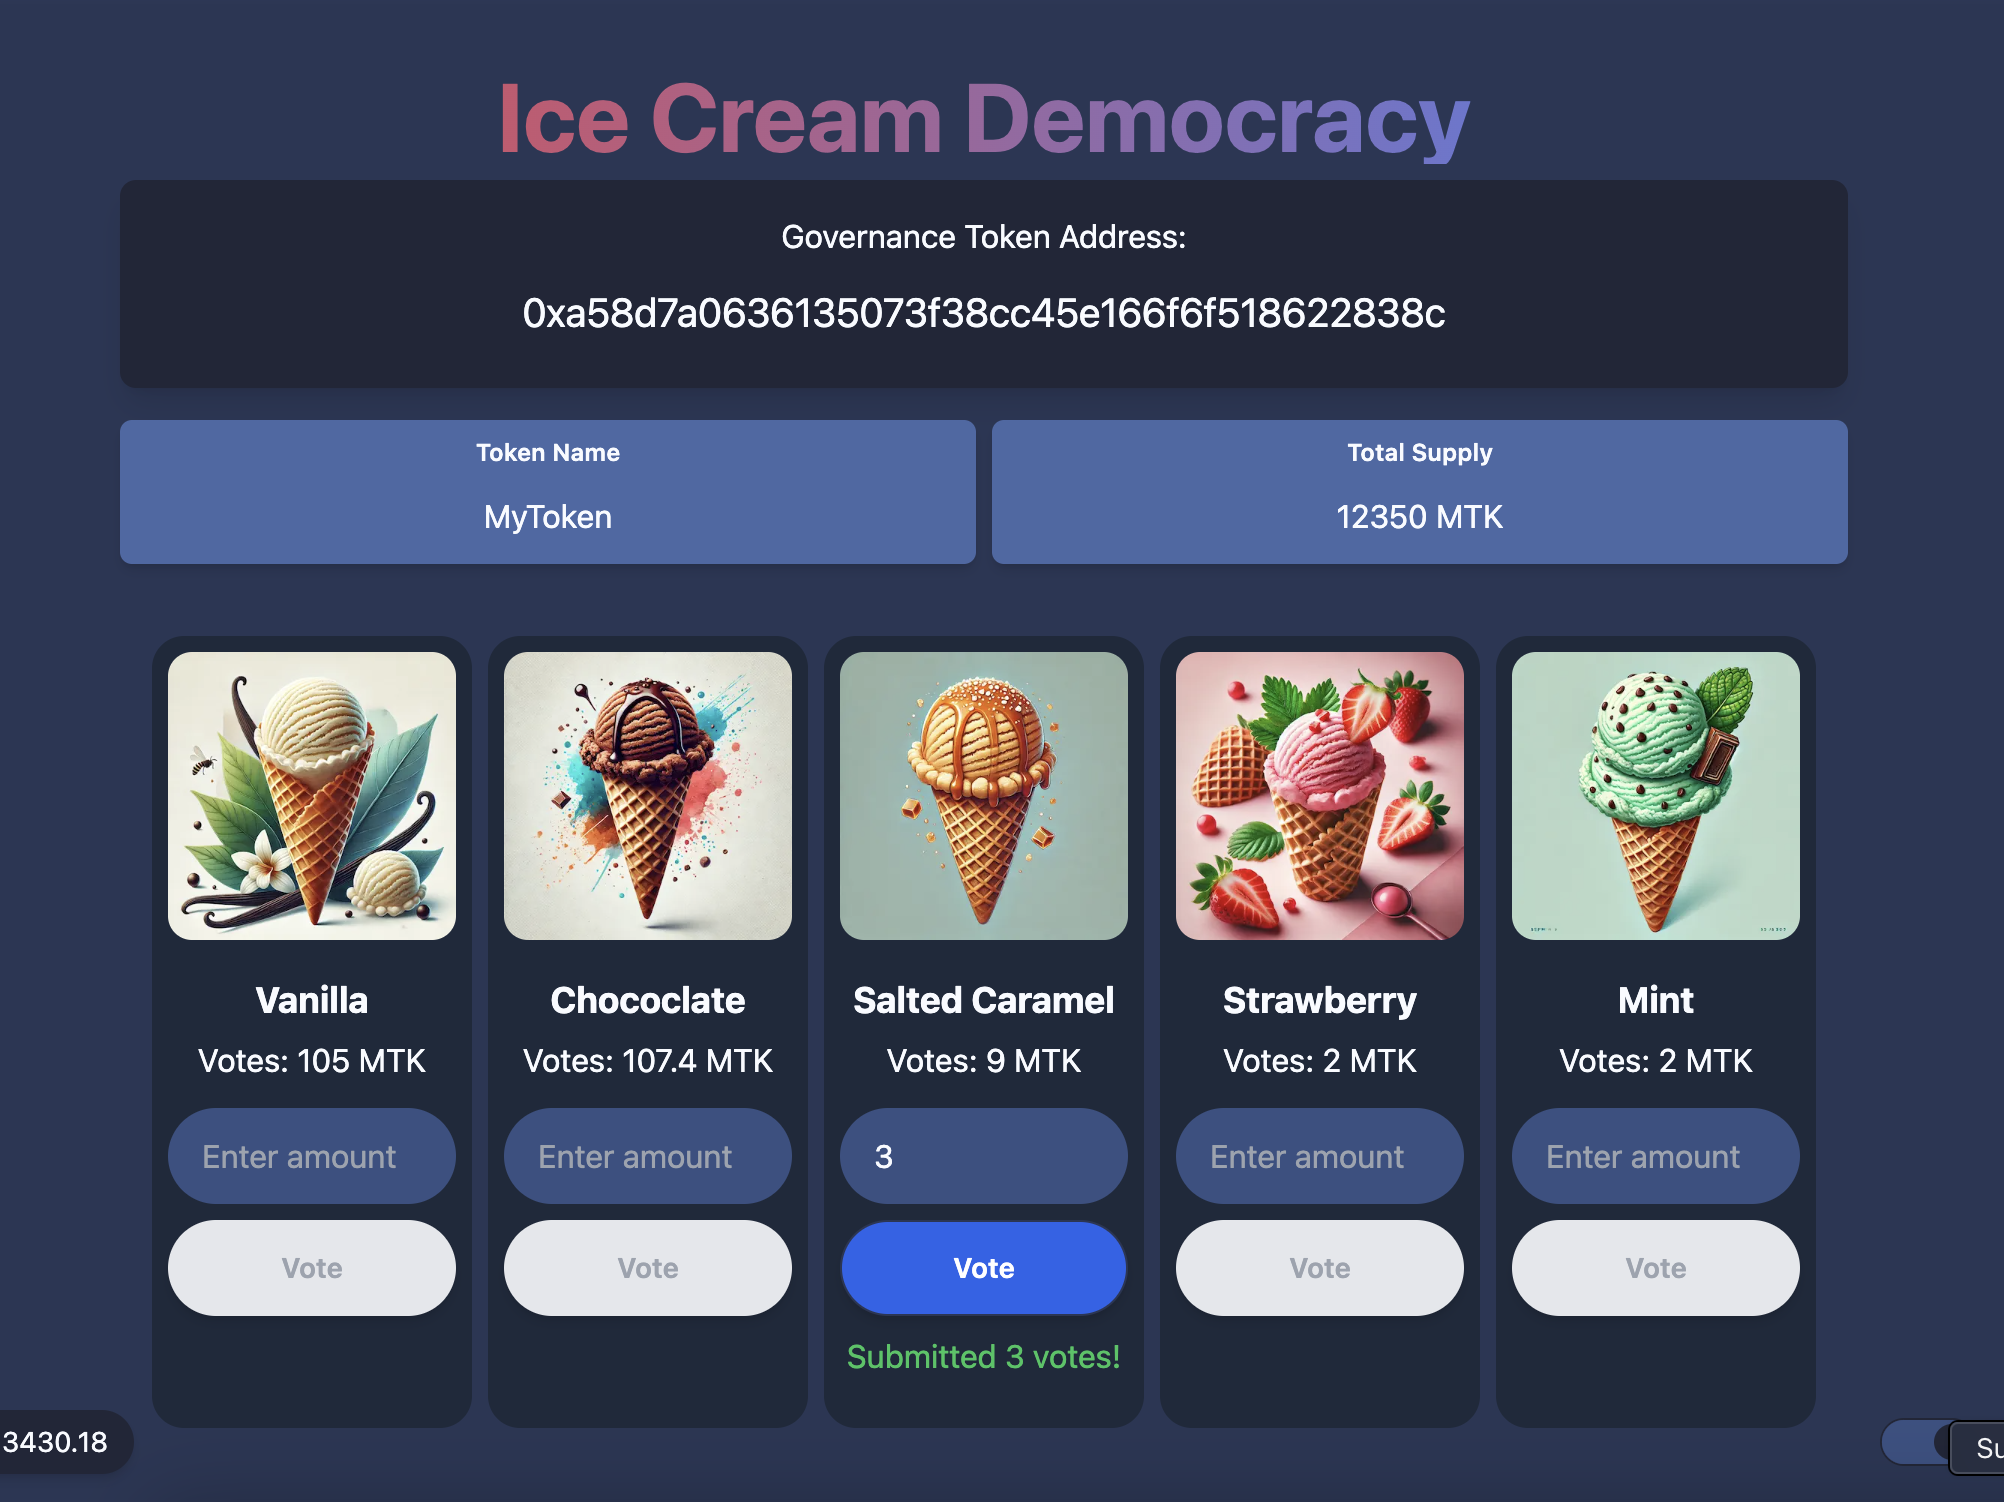 Ice Cream Democracy
Governance Token Address:
0xa58d7a0636135073f38cc45e166f6f518622838c
Token Name
MyToken
Total Supply
12350 MTK
Vanilla
Votes: 105 MTK
Enter amount
Vote
Chococlate
Votes: 107.4 MTK
Enter amount
Vote
Salted Caramel
Votes: 9 MTK
3
Vote
Submitted 3 votes!
Strawberry
Votes: 2 MTK
Enter amount
Vote
Mint
Votes: 2 MTK
Enter amount
Vote
3430.18
Su